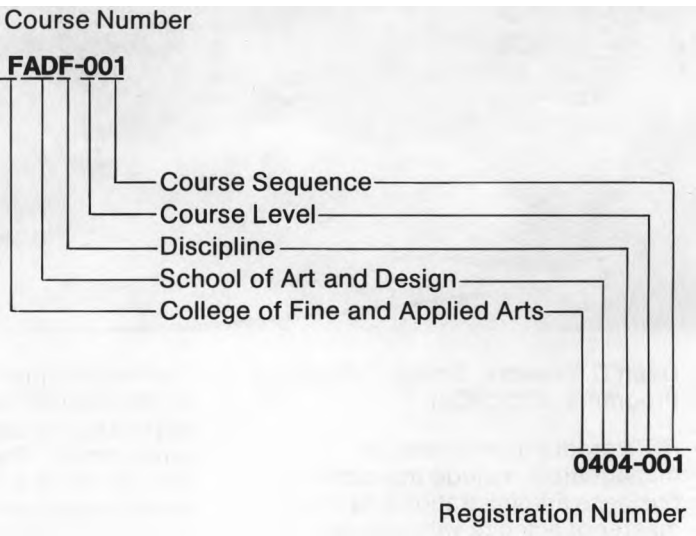 Course Number
FADF-001
Course Sequence
Course Level
Discipline
School of Art and Design
College of Fine and Applied Arts
0404-001
Registration Number